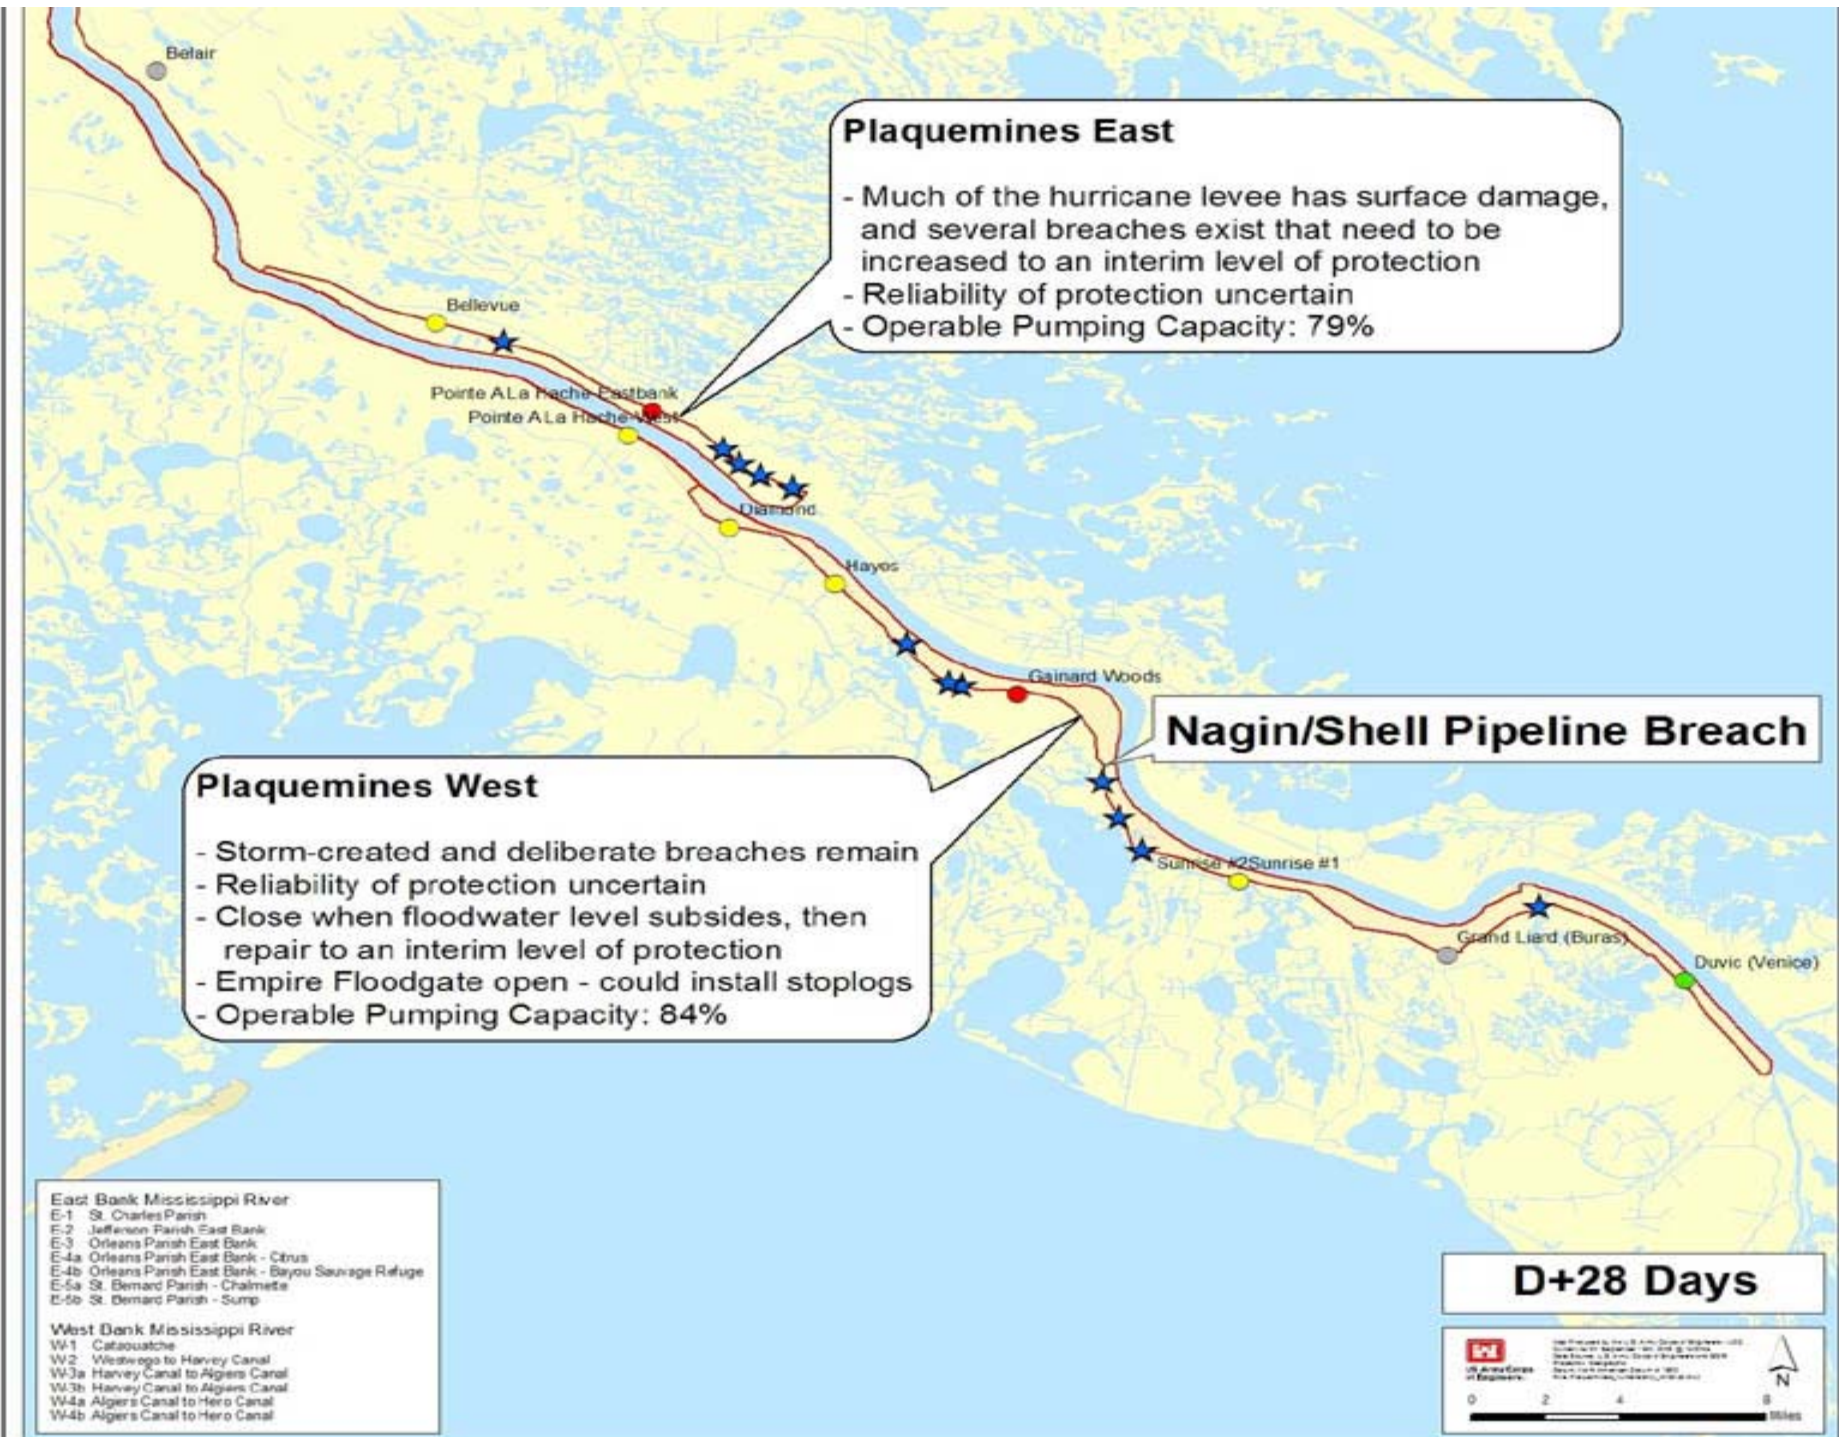 Belair
Plaquemines East
- Much of the hurricane levee has surface damage,
and several breaches exist that need to be
increased to an interim level of protection
- Reliability of protection uncertain
- Operable Pumping Capacity: 79%
Bellevue
Pointe A La Hache Eastbank
Pointe A La Hache West
Diamond
Hayes
Gainard Woods
Nagin/Shell Pipeline Breach
Plaquemines West
- Storm-created and deliberate breaches remain
- Reliability of protection uncertain
- Close when floodwater level subsides, then
repair to an interim level of protection
- Empire Floodgate open - could install stoplogs
- Operable Pumping Capacity: 84%
Sunrise #2Sunrise #1
Grand Liard (Buras)
Duvic (Venice)
East Bank Mississippi River
E-1 St. Charles Parish
E-2 Jefferson Parish East Bank
E-3 Orleans Parish East Bank
E-4a Orleans Parish East Bank - Citrus
E-4b Orleans Parish East Bank - Bayou Sauvage Refuge
E-5a St. Bernard Parish - Chalmette
E-5b St. Bernard Parish - Sump
West Bank Mississippi River
W-1 Cataouatche
W-2 Westwego to Harvey Canal
W-3a Harvey Canal to Algiers Canal
W-3b Harvey Canal to Algiers Canal
W-4a Algiers Canal to Hero Canal
W-4b Algiers Canal to Hero Canal
D+28 Days
US Army Corps
of Engineers
N
0 2 4 8
Miles